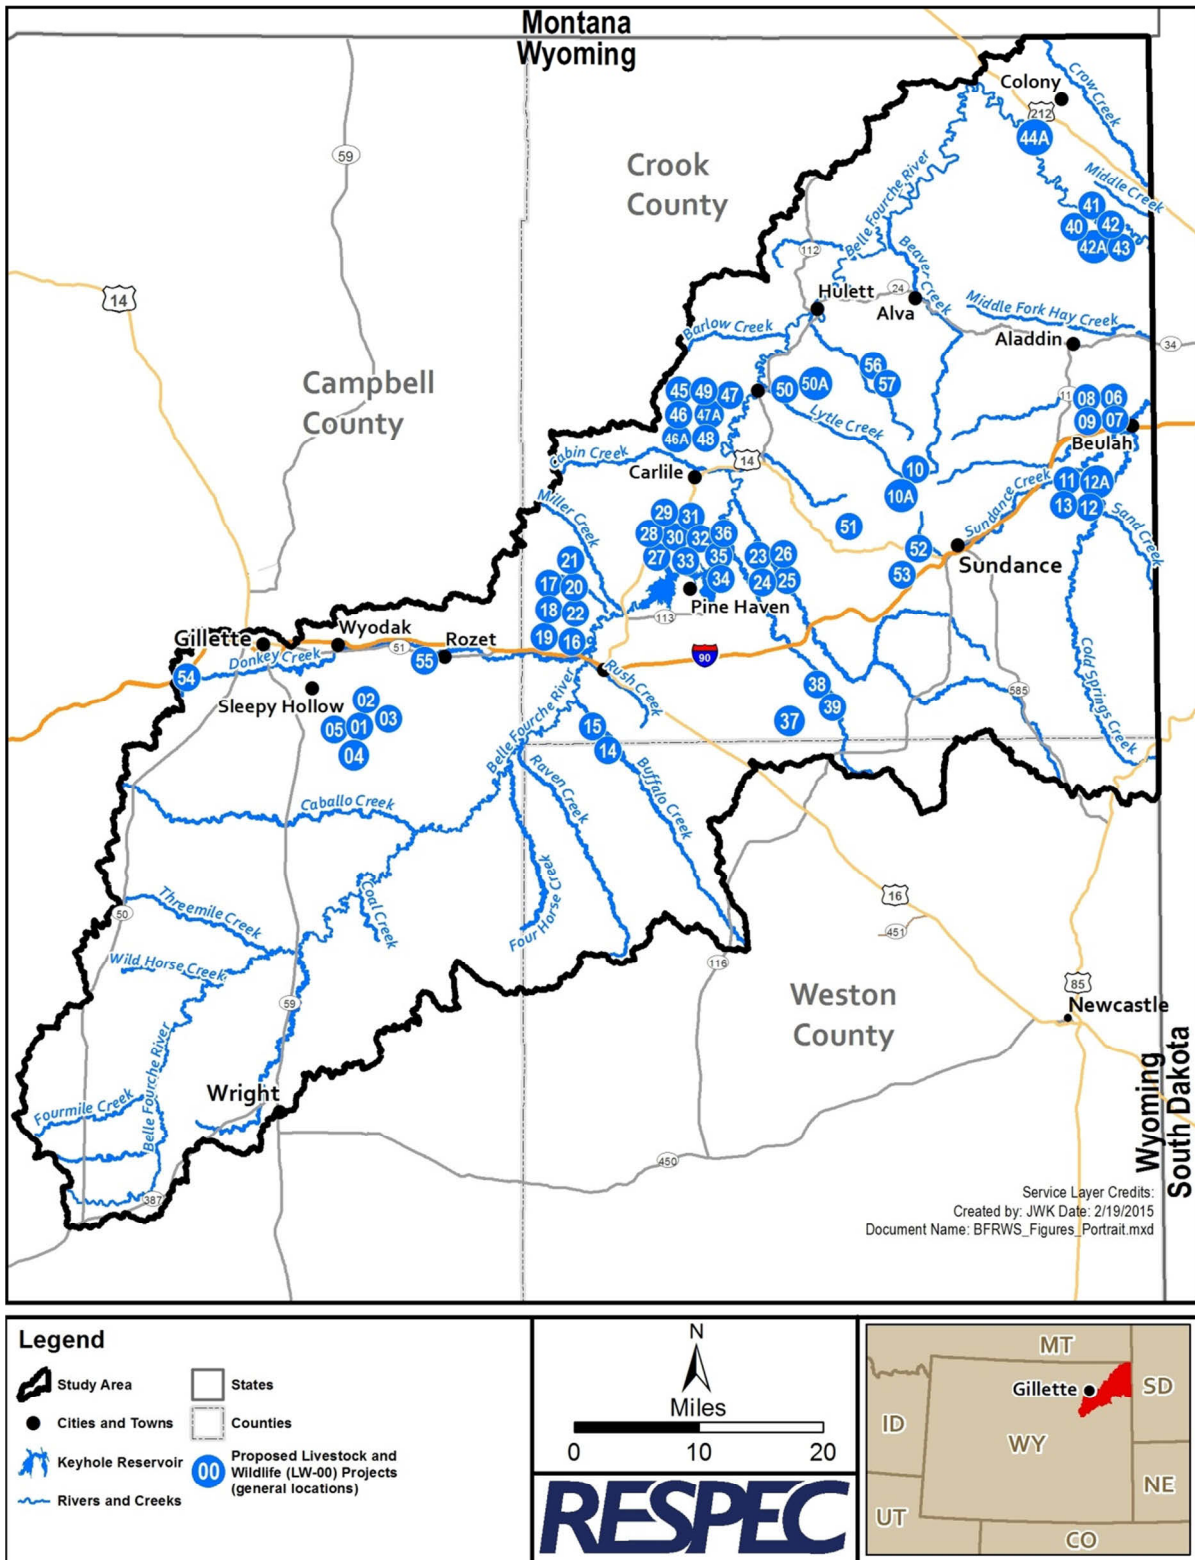 Montana
Wyoming
Colony
Crow Creek
212
44A
59
Crook
County
Belle Fourche River
Middle Creek
41
40
42
42A
43
112
Beaver Creek
14
Hulett
24
Alva
Middle Fork Hay Creek
Barlow Creek
Aladdin
34
Campbell
County
56
57
45
49
47
50
50A
46
47A
46A
48
Lytle Creek
11
08
06
09
07
Beulah
Cabin Creek
14
Carlile
10
10A
Sundance Creek
11
12A
13
12
Sand Creek
Miller Creek
29
31
28
30
32
36
27
33
35
34
51
23
26
24
25
52
53
Sundance
21
17
20
18
22
19
16
Pine Haven
113
Gillette
Wyodak
51
Rozet
55
Donkey Creek
54
Sleepy Hollow
02
05
01
03
04
90
Rush Creek
38
39
37
585
Cold Springs Creek
Belle Fourche River
15
14
Raven Creek
Buffalo Creek
Caballo Creek
Four Horse Creek
Coal Creek
Threemile Creek
50
Wild Horse Creek
59
16
451
116
85
Weston
County
Newcastle
Belle Fourche River
Wright
Fourmile Creek
387
450
Wyoming
South Dakota
Service Layer Credits:
Created by: JWK Date: 2/19/2015
Document Name: BFRWS_Figures_Portrait.mxd
Legend
Study Area
States
Cities and Towns
Counties
Keyhole Reservoir
00
Proposed Livestock and
Wildlife (LW-00) Projects
(general locations)
Rivers and Creeks
N
Miles
0 10 20
RESPEC
MT
Gillette
SD
ID
WY
NE
UT
CO